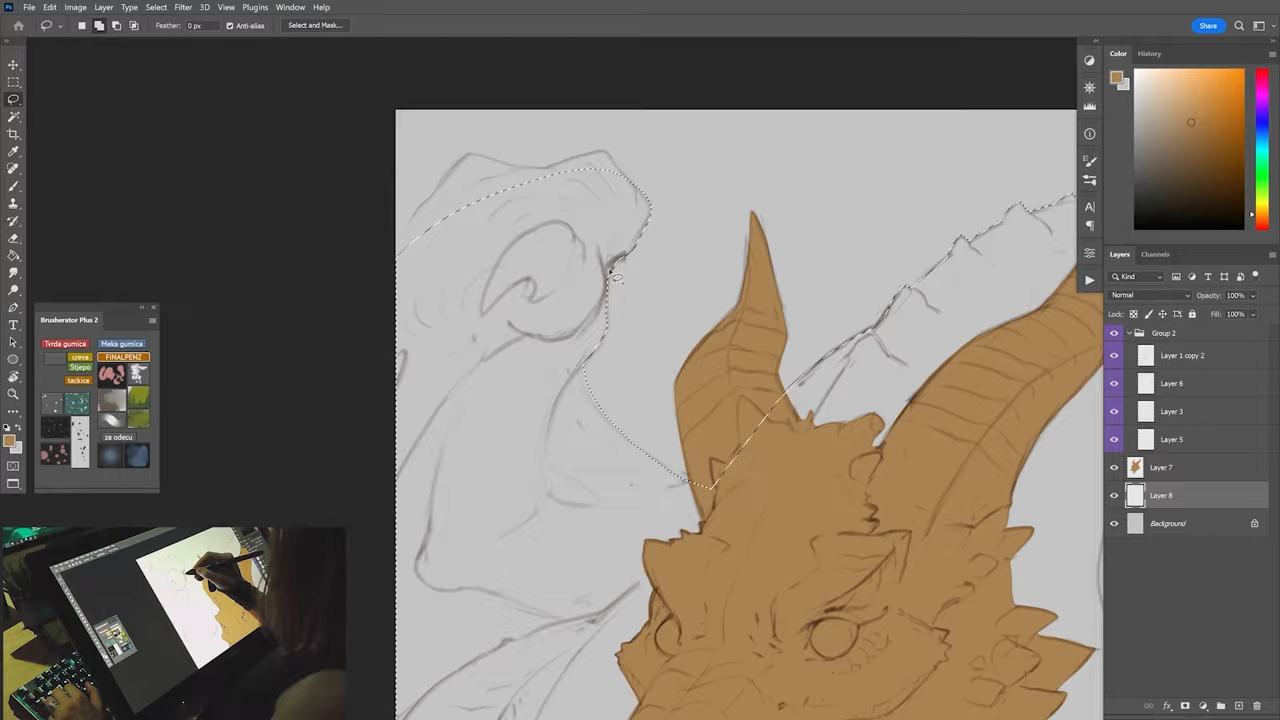 Ps File Edit Image Layer Type Select Filter 3D View Plugins Window Help
Feather: 0 px Anti-alias Select and Mask... Share
Color History
Layers Channels
Kind
Normal Opacity: 100%
Lock: Fill: 100%
Group 2
Layer 1 copy 2
Layer 6
Layer 3
Layer 5
Layer 7
Layer 8
Background
fx
Brusherator Plus 2
Tvrda gumica Meka gumica
creva FINALPENZ
Stjepo
tackice
za odecu